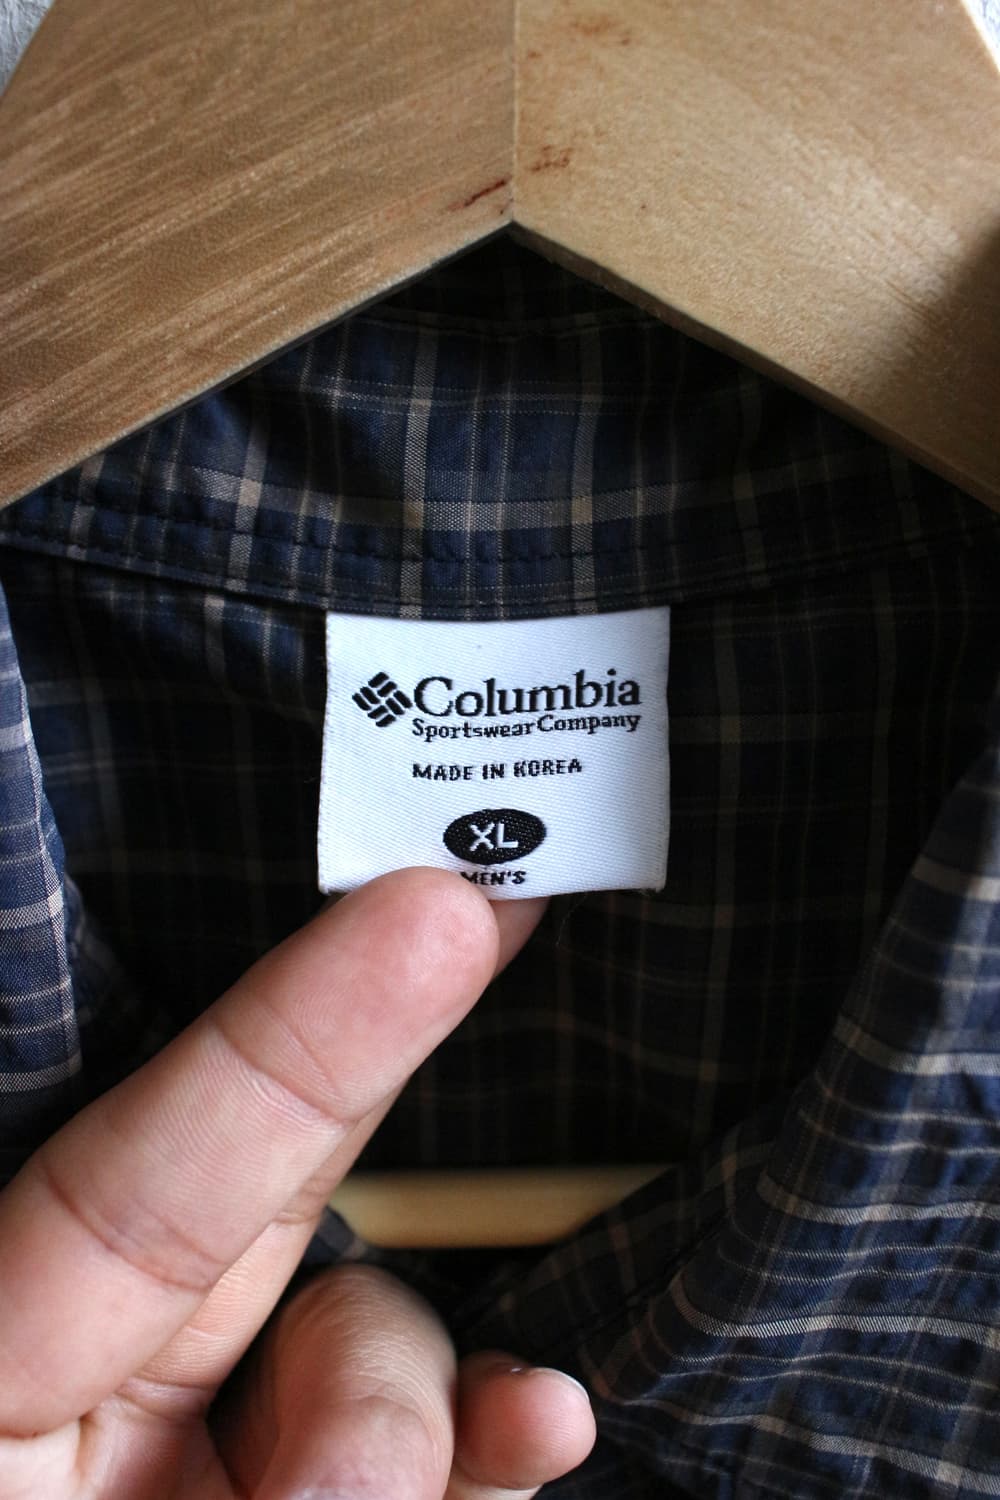 Columbia
Sportswear Company
MADE IN KOREA
XL
MEN'S